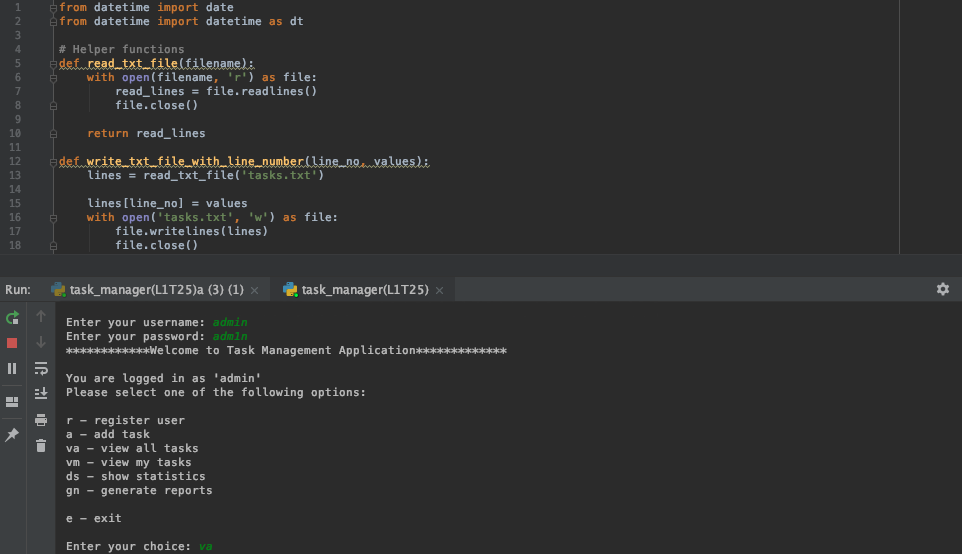 1 from datetime import date
2 from datetime import datetime as dt
3
4 # Helper functions
5 def read_txt_file(filename):
6 with open(filename, 'r') as file:
7 read_lines = file.readlines()
8 file.close()
9
10 return read_lines
11
12 def write_txt_file_with_line_number(line_no, values):
13 lines = read_txt_file('tasks.txt')
14
15 lines[line_no] = values
16 with open('tasks.txt', 'w') as file:
17 file.writelines(lines)
18 file.close()
Run: task_manager(L1T25)a (3) (1) × task_manager(L1T25) ×
Enter your username: admin
Enter your password: adm1n
************Welcome to Task Management Application*************
You are logged in as 'admin'
Please select one of the following options:
r – register user
a – add task
va – view all tasks
vm – view my tasks
ds – show statistics
gn – generate reports
e – exit
Enter your choice: va